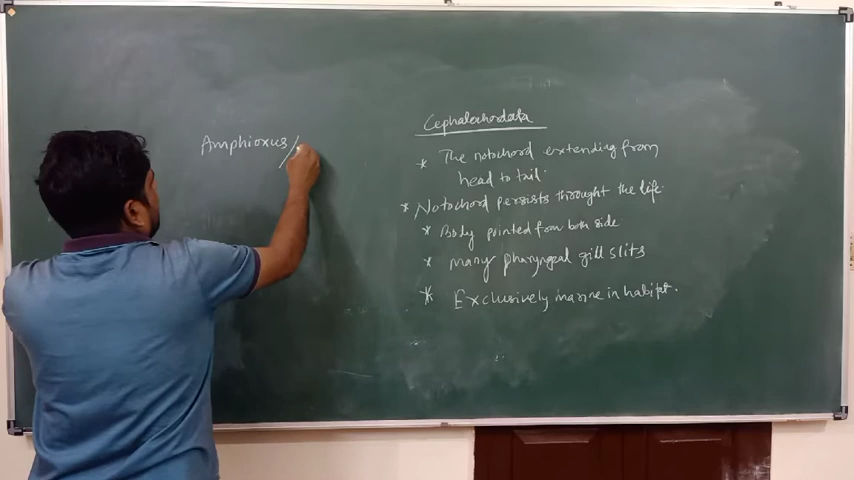 Amphioxus/
Cephalochordata
* The notochord extending from
head to tail.
* Notochord persists throught the life.
* Body pointed from both side
* many pharyngeal gill slits
* Exclusively marine in habitat.